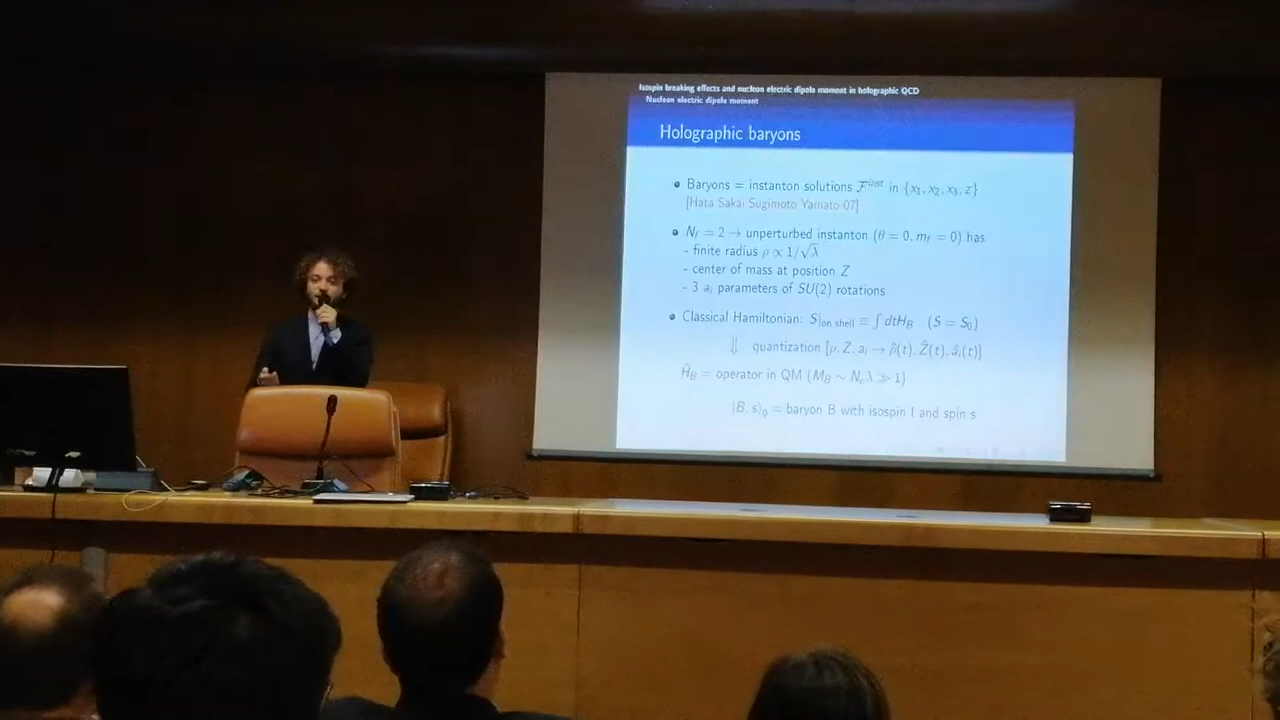 Isospin breaking effects and nucleon electric dipole moment in holographic QCD
Nucleon electric dipole moment
Holographic baryons
• Baryons = instanton solutions 𝓕^inst in {x₁, x₂, x₃, z}
[Hata Sakai Sugimoto Yamato 07]
• N_f = 2 → unperturbed instanton (θ = 0, m_f = 0) has
- finite radius ρ ∝ 1/√λ
- center of mass at position Z
- 3 a_i parameters of SU(2) rotations
• Classical Hamiltonian: S|on shell ≡ ∫ dtH_B (S = S₀)
⇓ quantization [ρ, Z, a_i → ρ̂(t), Ẑ(t), â_i(t)]
Ĥ_B = operator in QM (M_B ∼ N_cλ ≫ 1)
|B, s⟩₀ = baryon B with isospin I and spin s